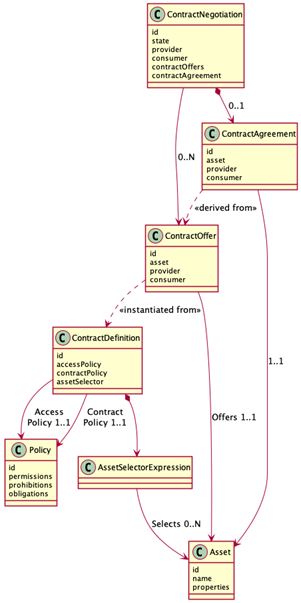 C ContractNegotiation
id
state
provider
consumer
contractOffers
contractAgreement
0..1
C ContractAgreement
id
asset
provider
consumer
0..N
«derived from»
C ContractOffer
id
asset
provider
consumer
«instantiated from»
C ContractDefinition
id
accessPolicy
contractPolicy
assetSelector
1..1
Offers 1..1
Access
Policy 1..1
Contract
Policy 1..1
C Policy
id
permissions
prohibitions
obligations
C AssetSelectorExpression
Selects 0..N
C Asset
id
name
properties